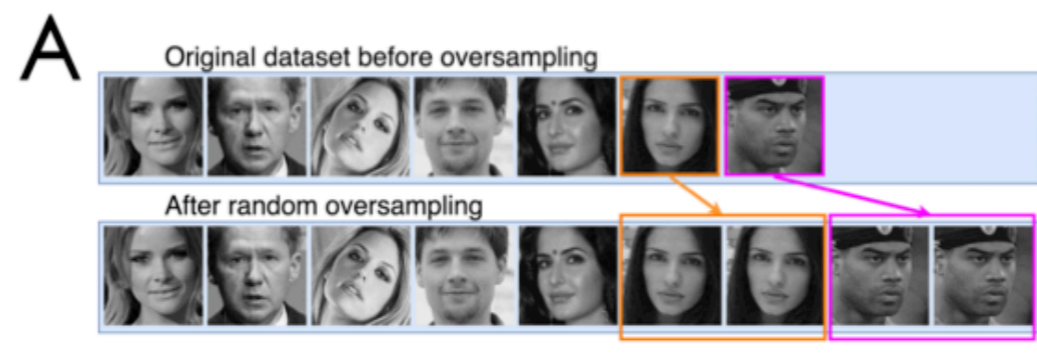 A
Original dataset before oversampling
After random oversampling